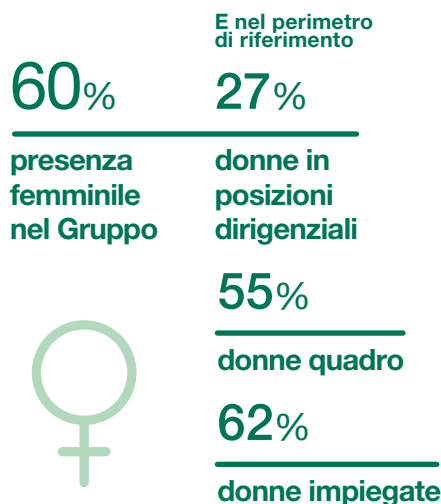 E nel perimetro
di riferimento
60%
27%
presenza
femminile
nel Gruppo
donne in
posizioni
dirigenziali
55%
donne quadro
62%
donne impiegate